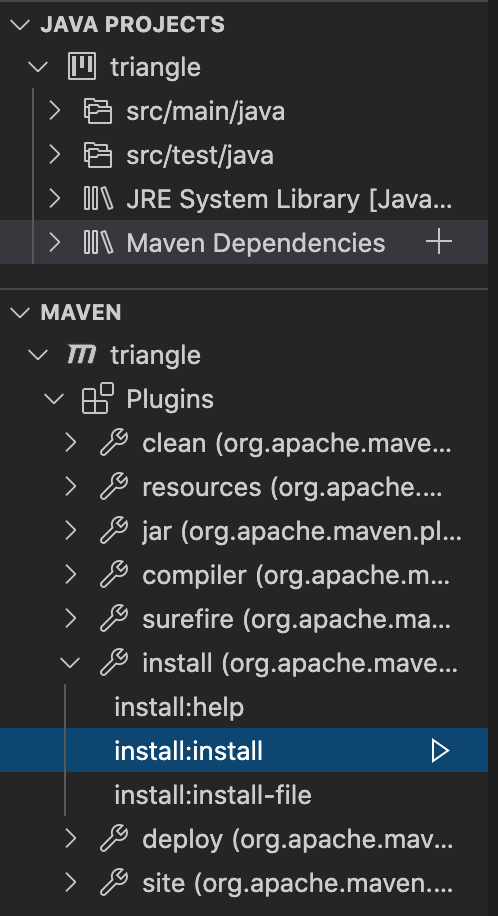 JAVA PROJECTS
triangle
src/main/java
src/test/java
JRE System Library [Java...
Maven Dependencies
MAVEN
triangle
Plugins
clean (org.apache.mave...
resources (org.apache....
jar (org.apache.maven.pl...
compiler (org.apache.m...
surefire (org.apache.ma...
install (org.apache.mave...
install:help
install:install
install:install-file
deploy (org.apache.mav...
site (org.apache.maven....